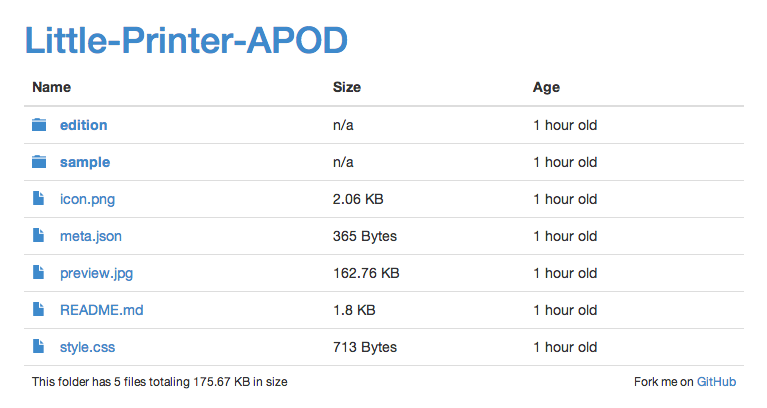 Little-Printer-APOD
Name Size Age
edition n/a 1 hour old
sample n/a 1 hour old
icon.png 2.06 KB 1 hour old
meta.json 365 Bytes 1 hour old
preview.jpg 162.76 KB 1 hour old
README.md 1.8 KB 1 hour old
style.css 713 Bytes 1 hour old
This folder has 5 files totaling 175.67 KB in size Fork me on GitHub